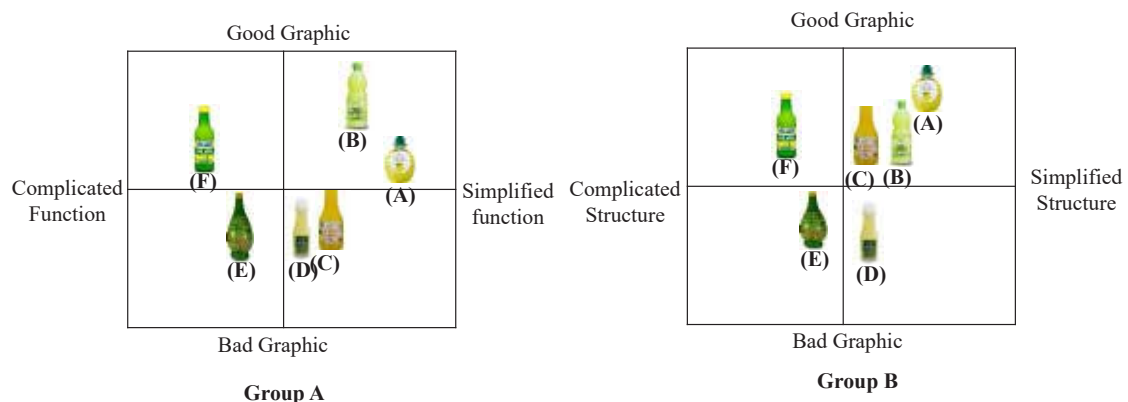 Good Graphic
(B)
(F)
(A)
Complicated
Function
Simplified
function
(E)
(D)
(C)
Bad Graphic
Group A
Good Graphic
(A)
(F)
(C)
(B)
Complicated
Structure
Simplified
Structure
(E)
(D)
Bad Graphic
Group B